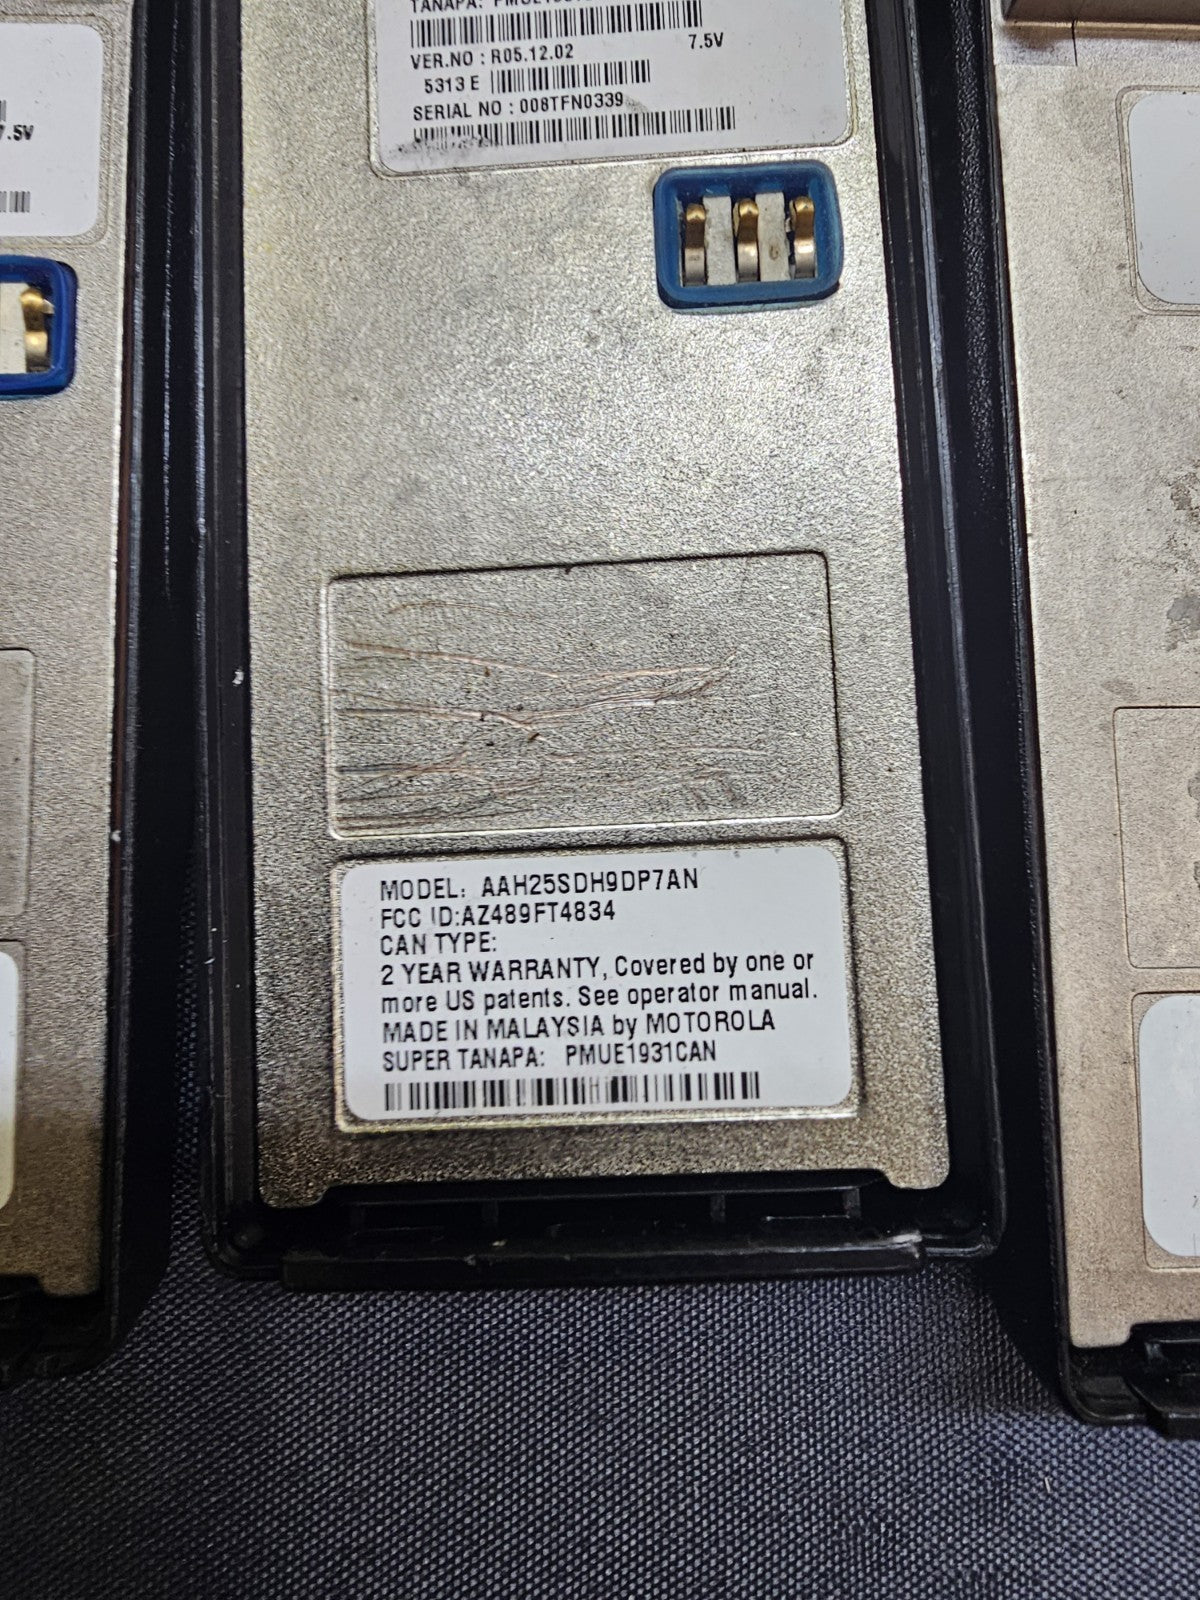 TANAPA:
VER.NO : R05.12.02 7.5V
5313 E
SERIAL NO : 008TFN0339
7.5V
MODEL: AAH25SDH9DP7AN
FCC ID:AZ489FT4834
CAN TYPE:
2 YEAR WARRANTY, Covered by one or
more US patents. See operator manual.
MADE IN MALAYSIA by MOTOROLA
SUPER TANAPA: PMUE1931CAN